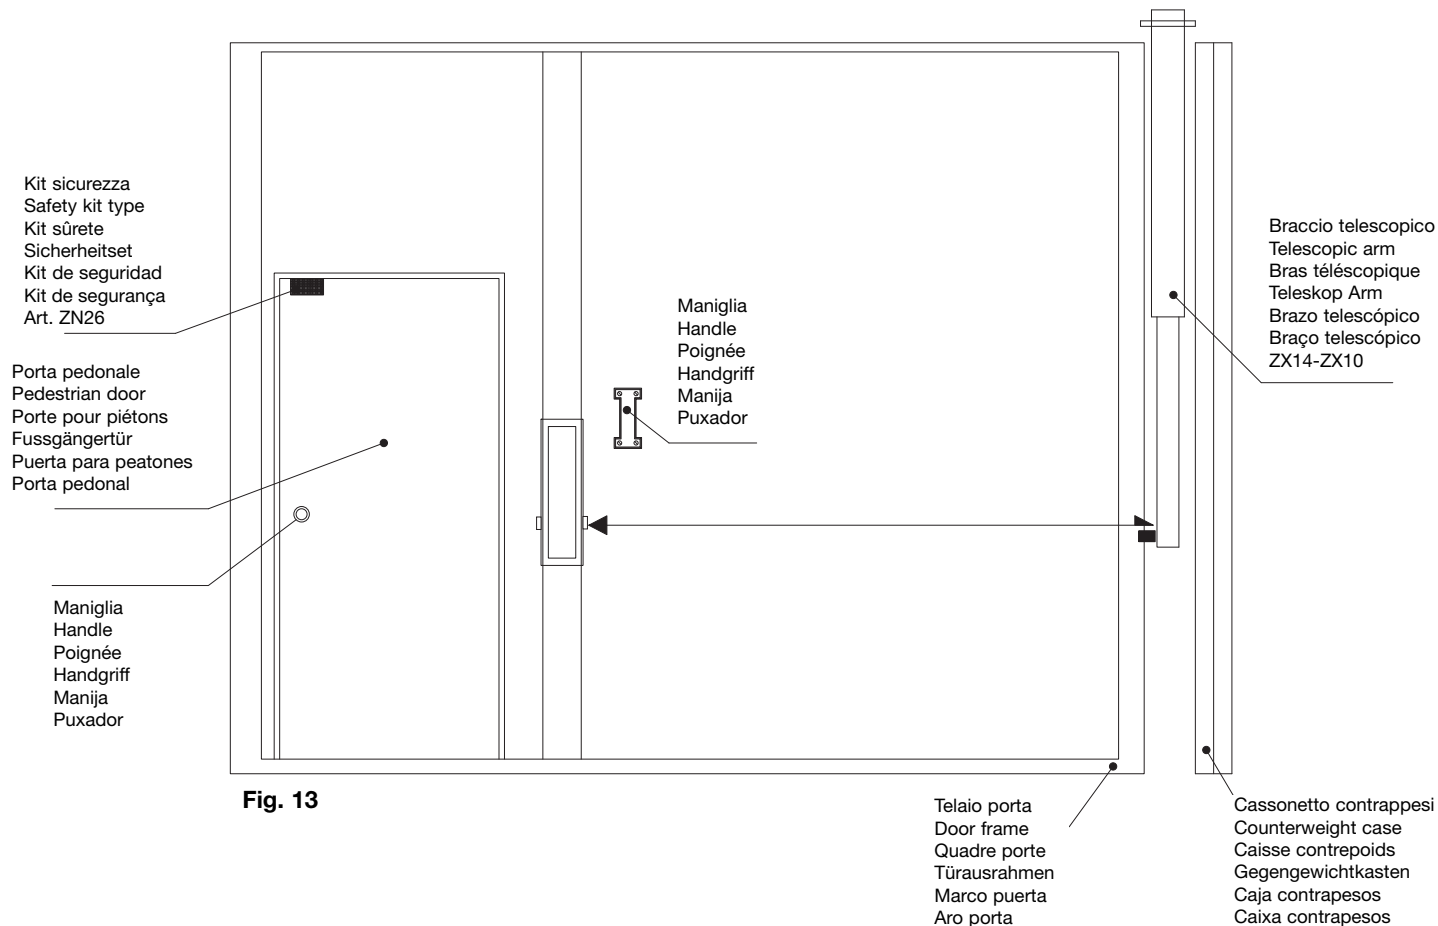 Kit sicurezza
Safety kit type
Kit sûrete
Sicherheitset
Kit de seguridad
Kit de segurança
Art. ZN26
Porta pedonale
Pedestrian door
Porte pour piétons
Fussgängertür
Puerta para peatones
Porta pedonal
Maniglia
Handle
Poignée
Handgriff
Manija
Puxador
Maniglia
Handle
Poignée
Handgriff
Manija
Puxador
Braccio telescopico
Telescopic arm
Bras téléscopique
Teleskop Arm
Brazo telescópico
Braço telescópico
ZX14-ZX10
Fig. 13
Telaio porta
Door frame
Quadre porte
Türausrahmen
Marco puerta
Aro porta
Cassonetto contrappesi
Counterweight case
Caisse contrepoids
Gegengewichtkasten
Caja contrapesos
Caixa contrapesos